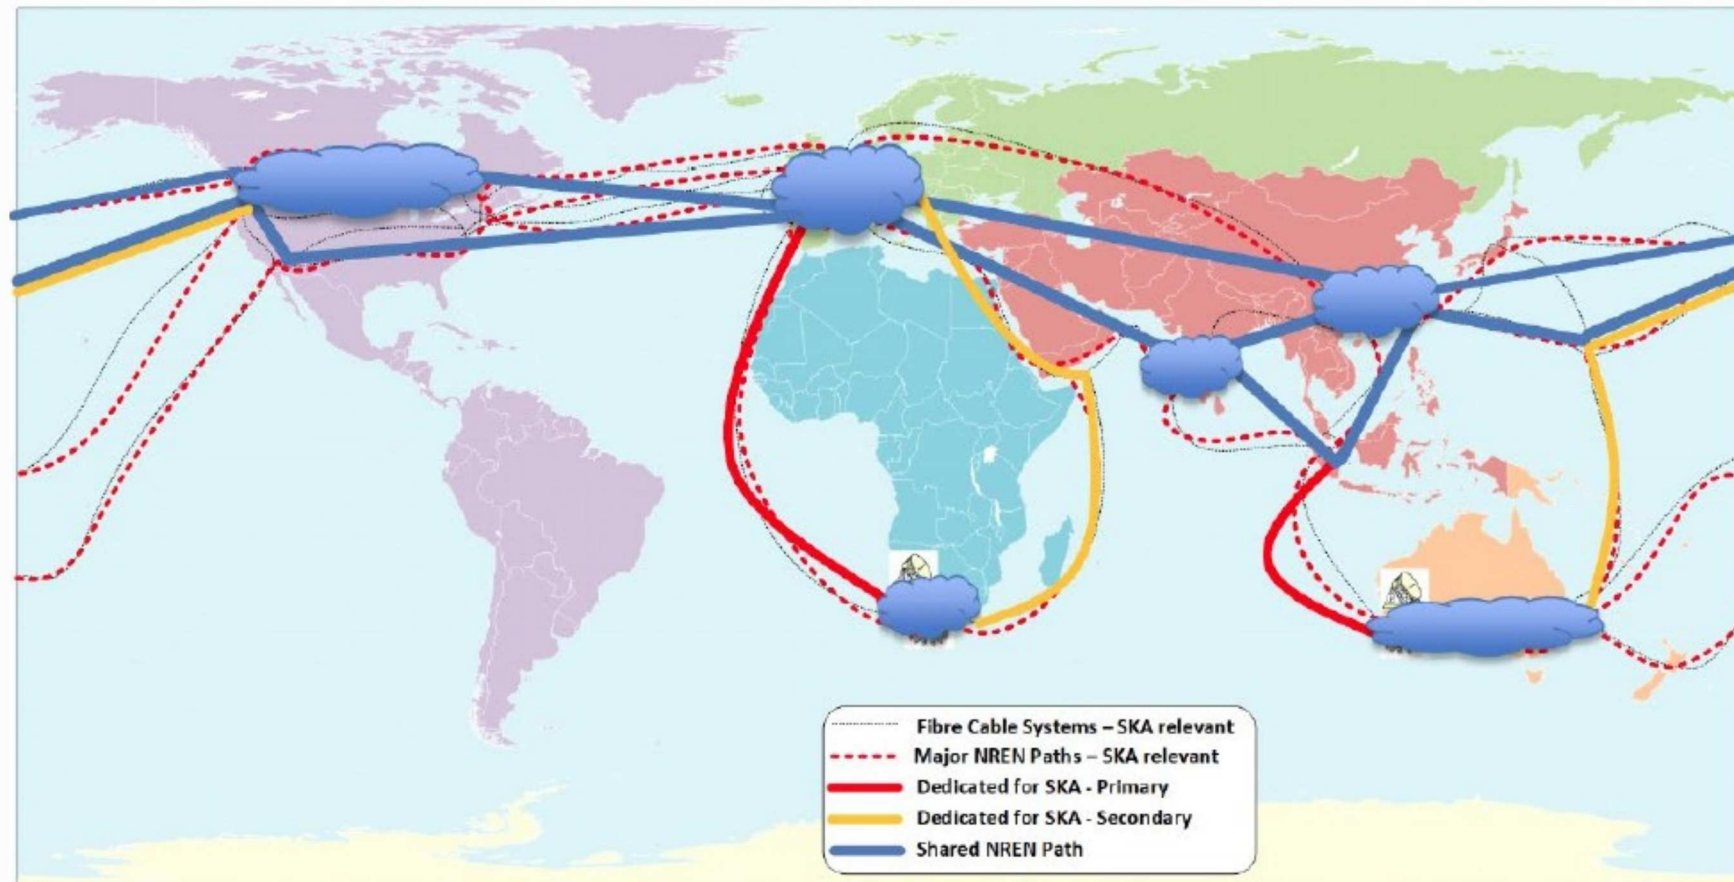 Fibre Cable Systems – SKA relevant
Major NREN Paths – SKA relevant
Dedicated for SKA - Primary
Dedicated for SKA - Secondary
Shared NREN Path